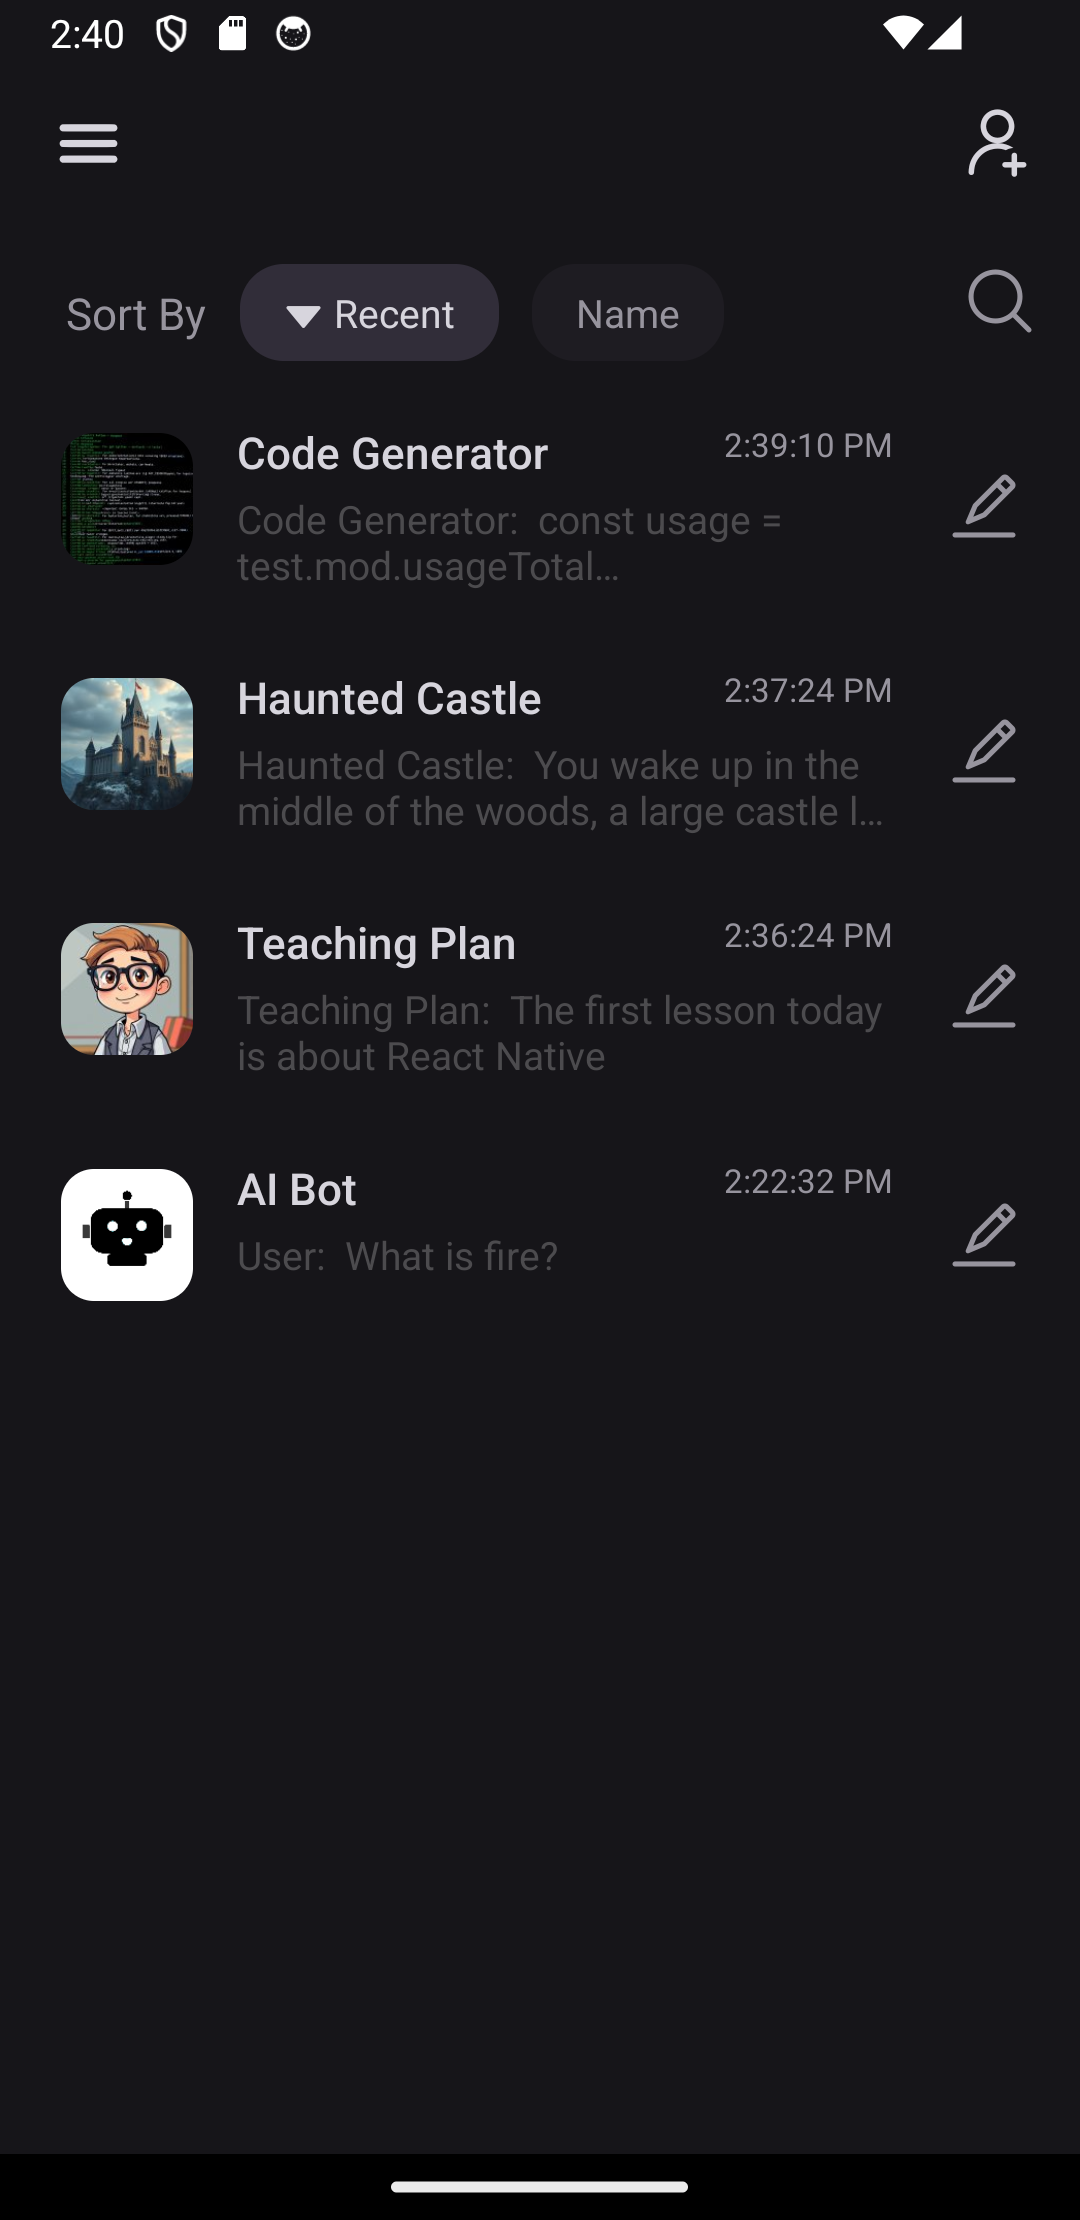 2:40
Sort By
Recent
Name
Code Generator
2:39:10 PM
Code Generator:  const usage =
test.mod.usageTotal…
Haunted Castle
2:37:24 PM
Haunted Castle:  You wake up in the
middle of the woods, a large castle l…
Teaching Plan
2:36:24 PM
Teaching Plan:  The first lesson today
is about React Native
AI Bot
2:22:32 PM
User:  What is fire?